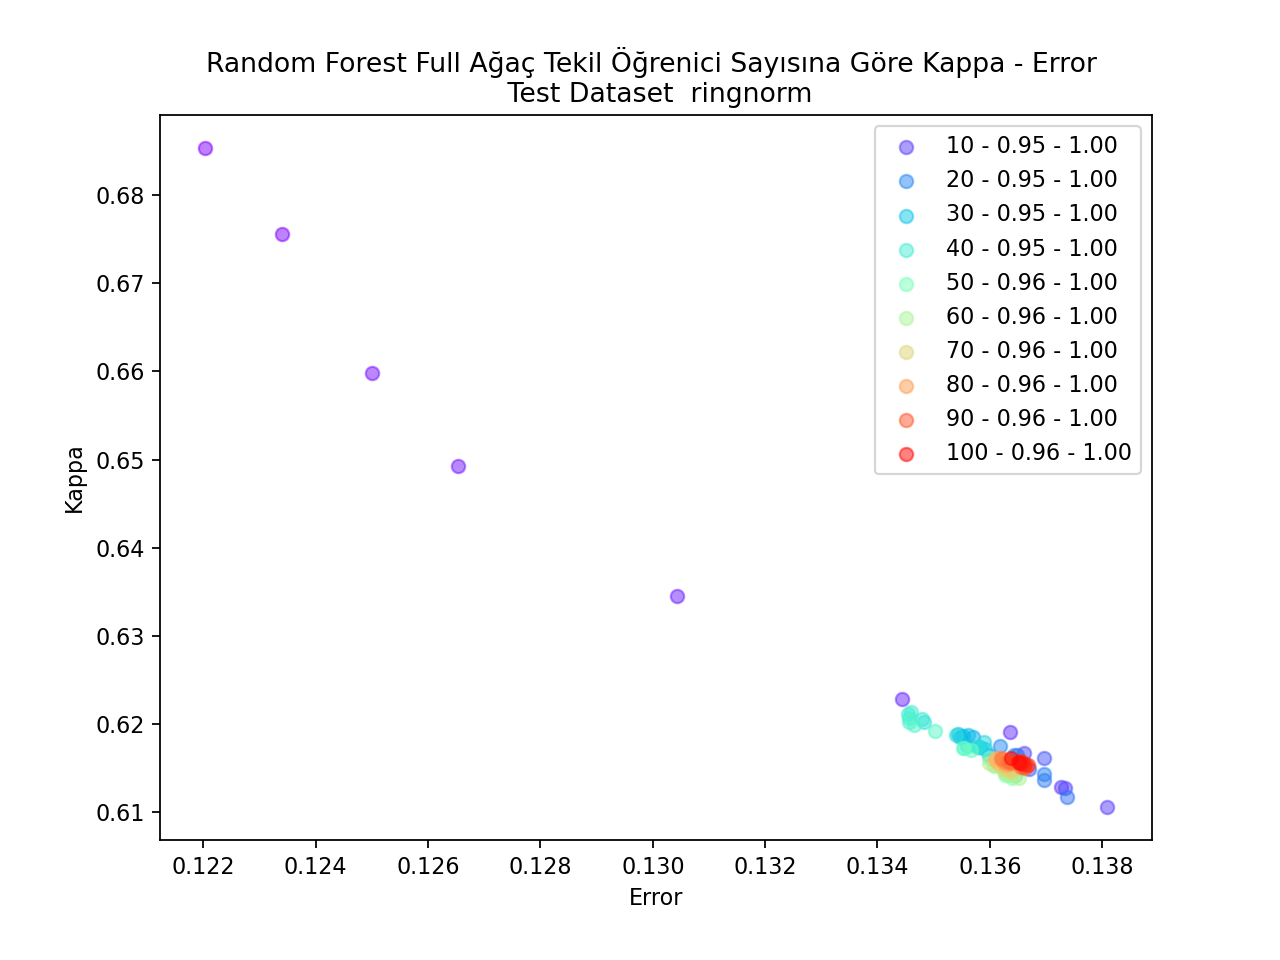 Random Forest Full Ağaç Tekil Öğrenici Sayısına Göre Kappa - Error
Test Dataset  ringnorm
10 - 0.95 - 1.00
20 - 0.95 - 1.00
30 - 0.95 - 1.00
40 - 0.95 - 1.00
50 - 0.96 - 1.00
60 - 0.96 - 1.00
70 - 0.96 - 1.00
80 - 0.96 - 1.00
90 - 0.96 - 1.00
100 - 0.96 - 1.00
Kappa
0.68
0.67
0.66
0.65
0.64
0.63
0.62
0.61
0.122 0.124 0.126 0.128 0.130 0.132 0.134 0.136 0.138
Error